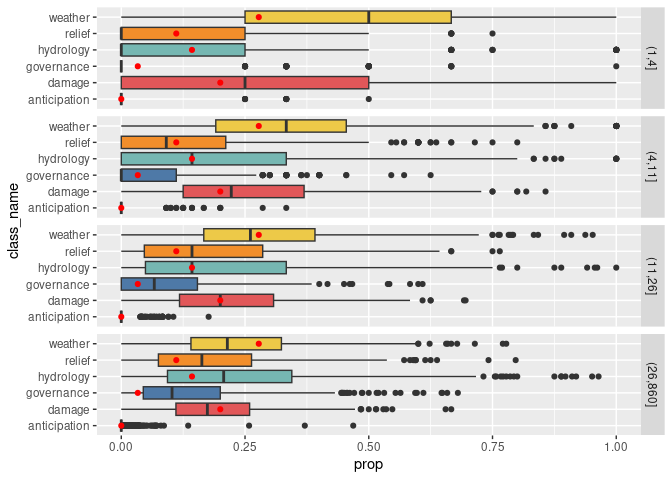 weather
relief
hydrology
governance
damage
anticipation
(1,4]
weather
relief
hydrology
governance
damage
anticipation
(4,11]
weather
relief
hydrology
governance
damage
anticipation
(11,26]
weather
relief
hydrology
governance
damage
anticipation
(26,860]
class_name
0.00 0.25 0.50 0.75 1.00
prop